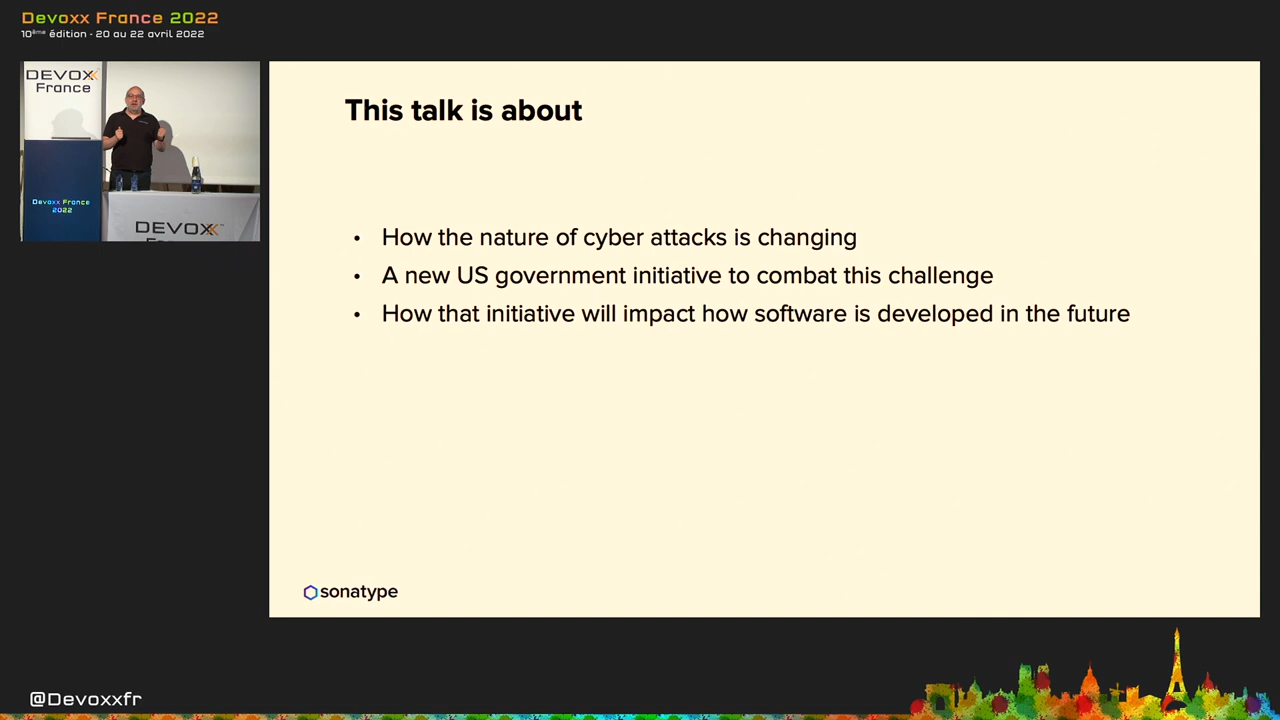 Devoxx France 2022
10ème édition - 20 au 22 avril 2022
DEVOXX
France
Devoxx France
2022
DEVOXX
This talk is about
• How the nature of cyber attacks is changing
• A new US government initiative to combat this challenge
• How that initiative will impact how software is developed in the future
sonatype
@Devoxxfr